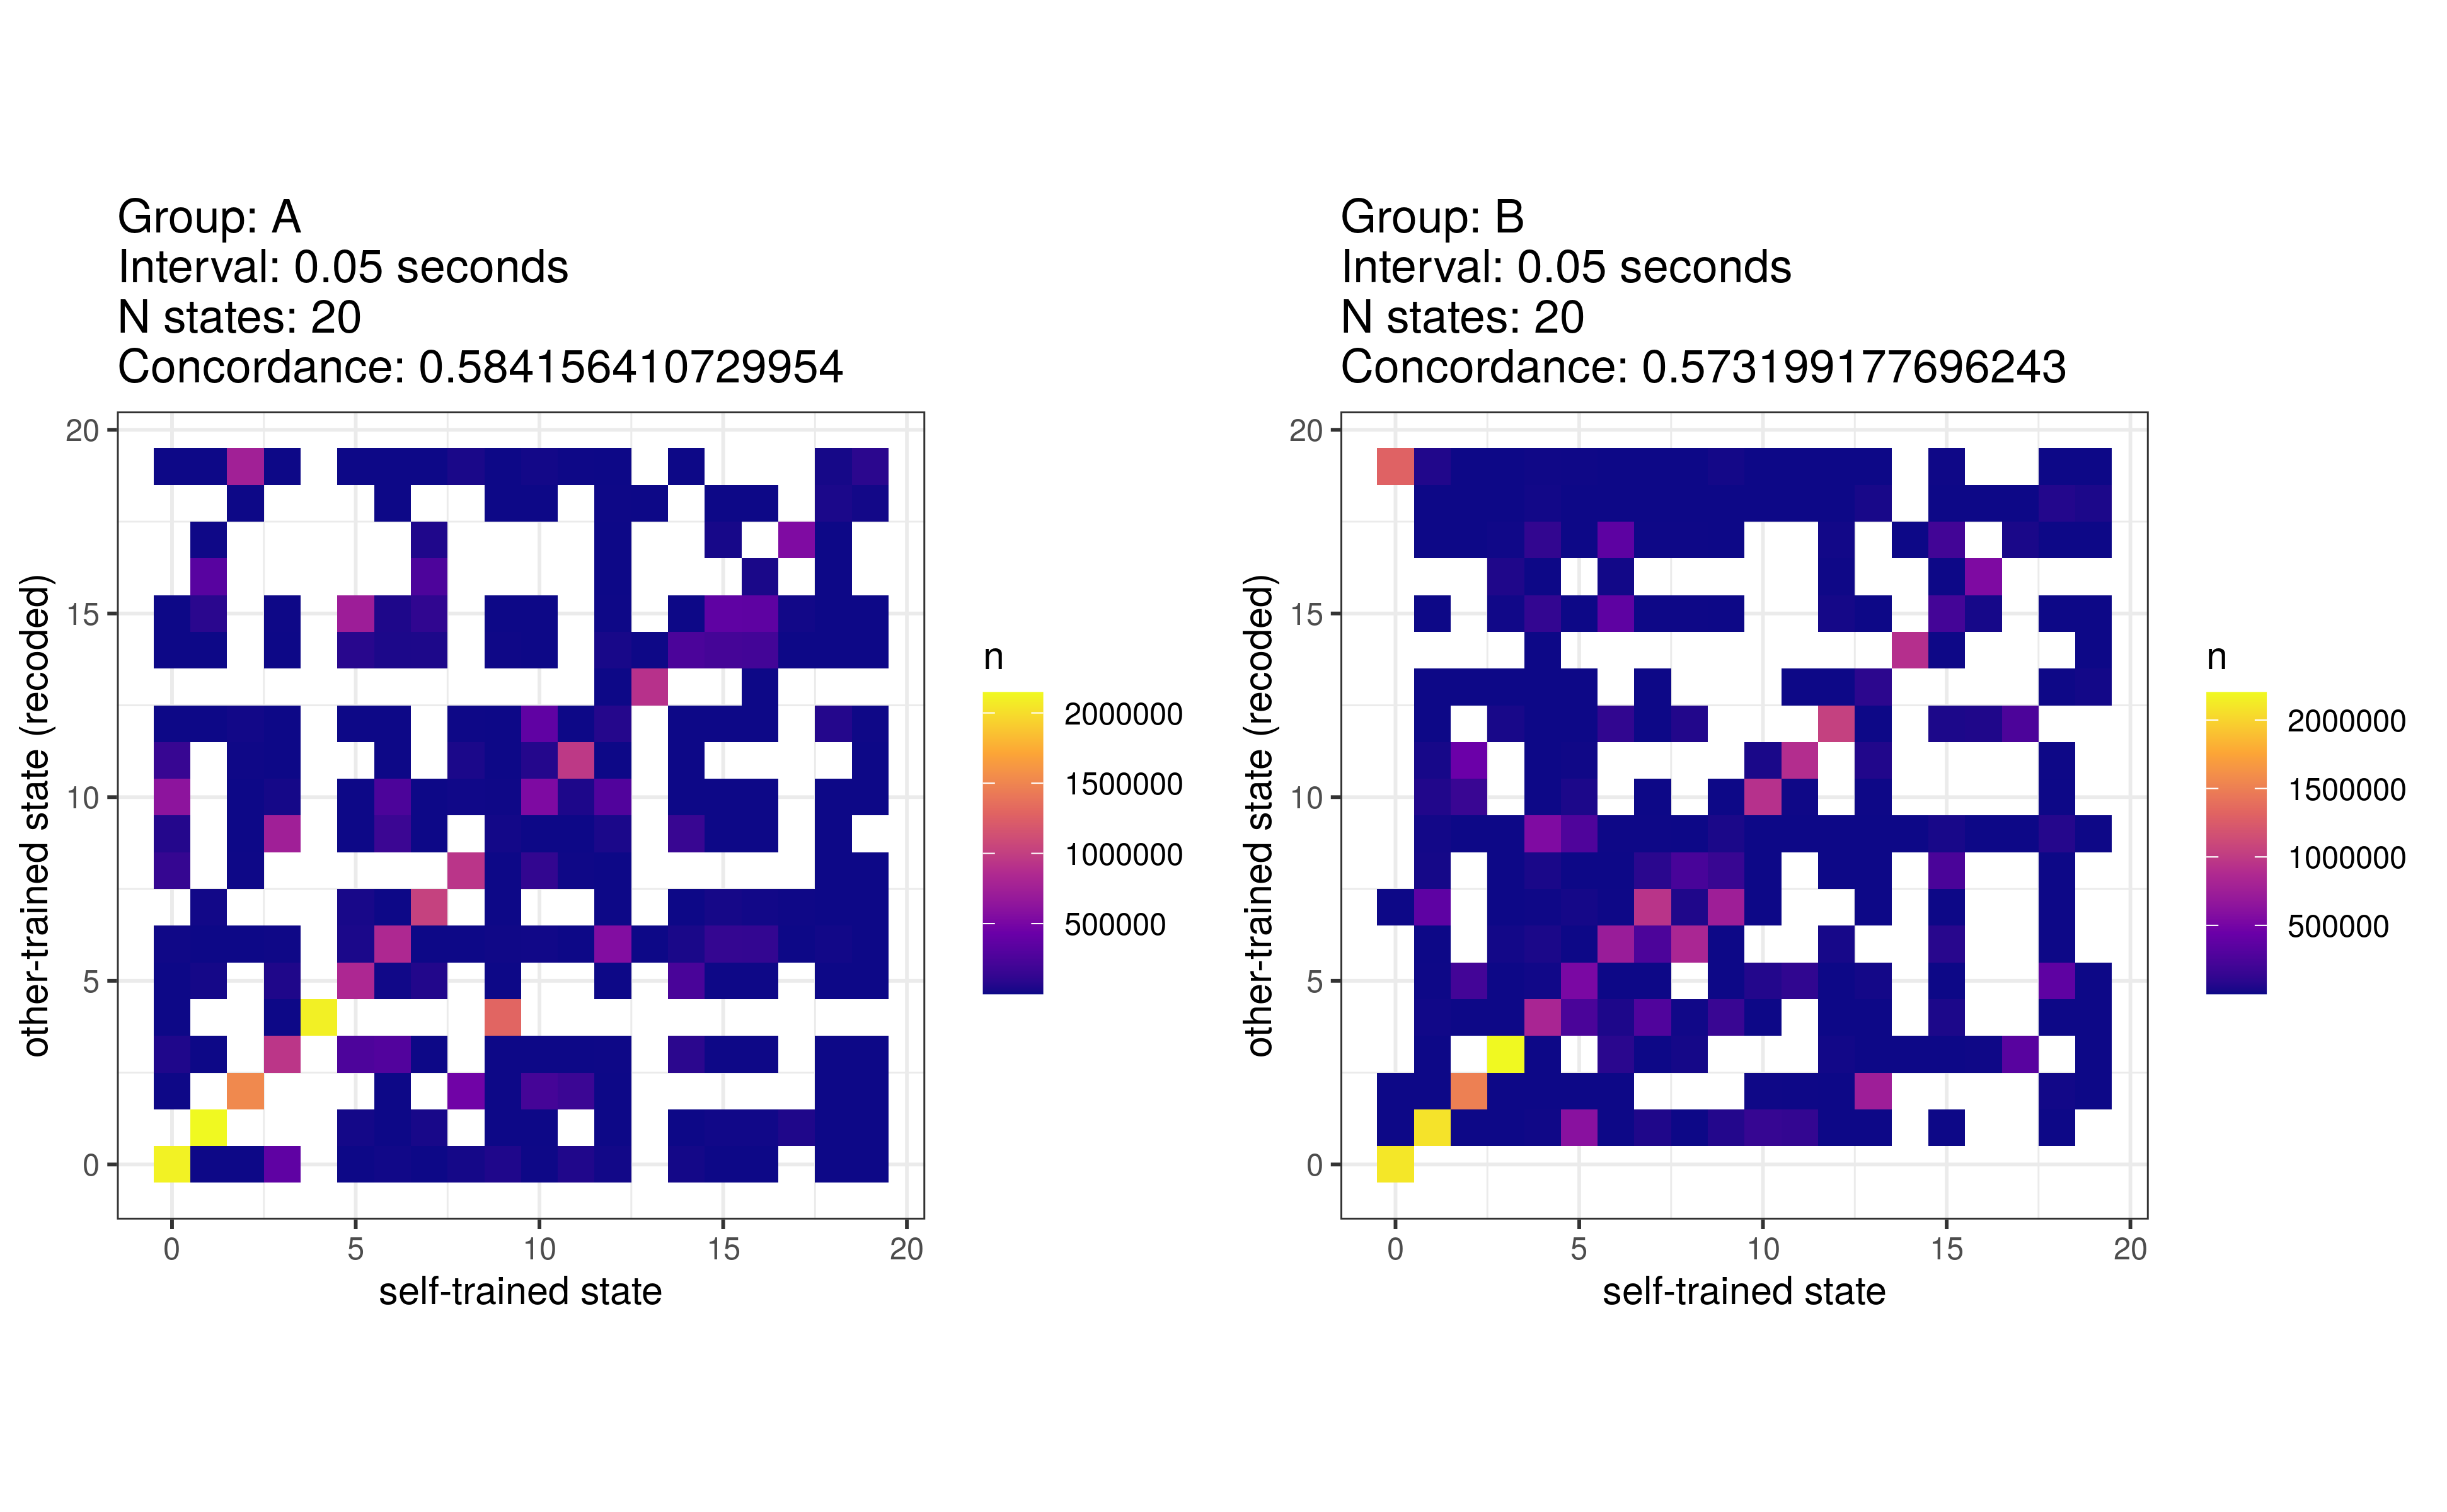 Group: A
Interval: 0.05 seconds
N states: 20
Concordance: 0.584156410729954
other-trained state (recoded)
20
15
10
5
0
0 5 10 15 20
self-trained state
n
2000000
1500000
1000000
500000
Group: B
Interval: 0.05 seconds
N states: 20
Concordance: 0.573199177696243
other-trained state (recoded)
20
15
10
5
0
0 5 10 15 20
self-trained state
n
2000000
1500000
1000000
500000